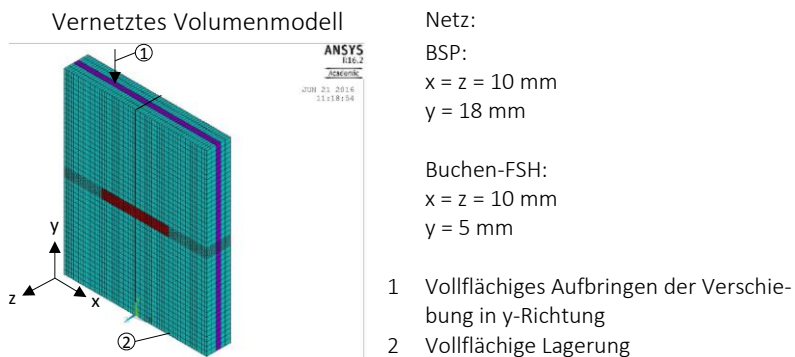 Vernetztes Volumenmodell
1
ANSYS
R16.2
Academic
JUN 21 2016
11:18:54
y
z
x
2
Netz:
BSP:
x = z = 10 mm
y = 18 mm
Buchen-FSH:
x = z = 10 mm
y = 5 mm
1 Vollflächiges Aufbringen der Verschie-
bung in y-Richtung
2 Vollflächige Lagerung